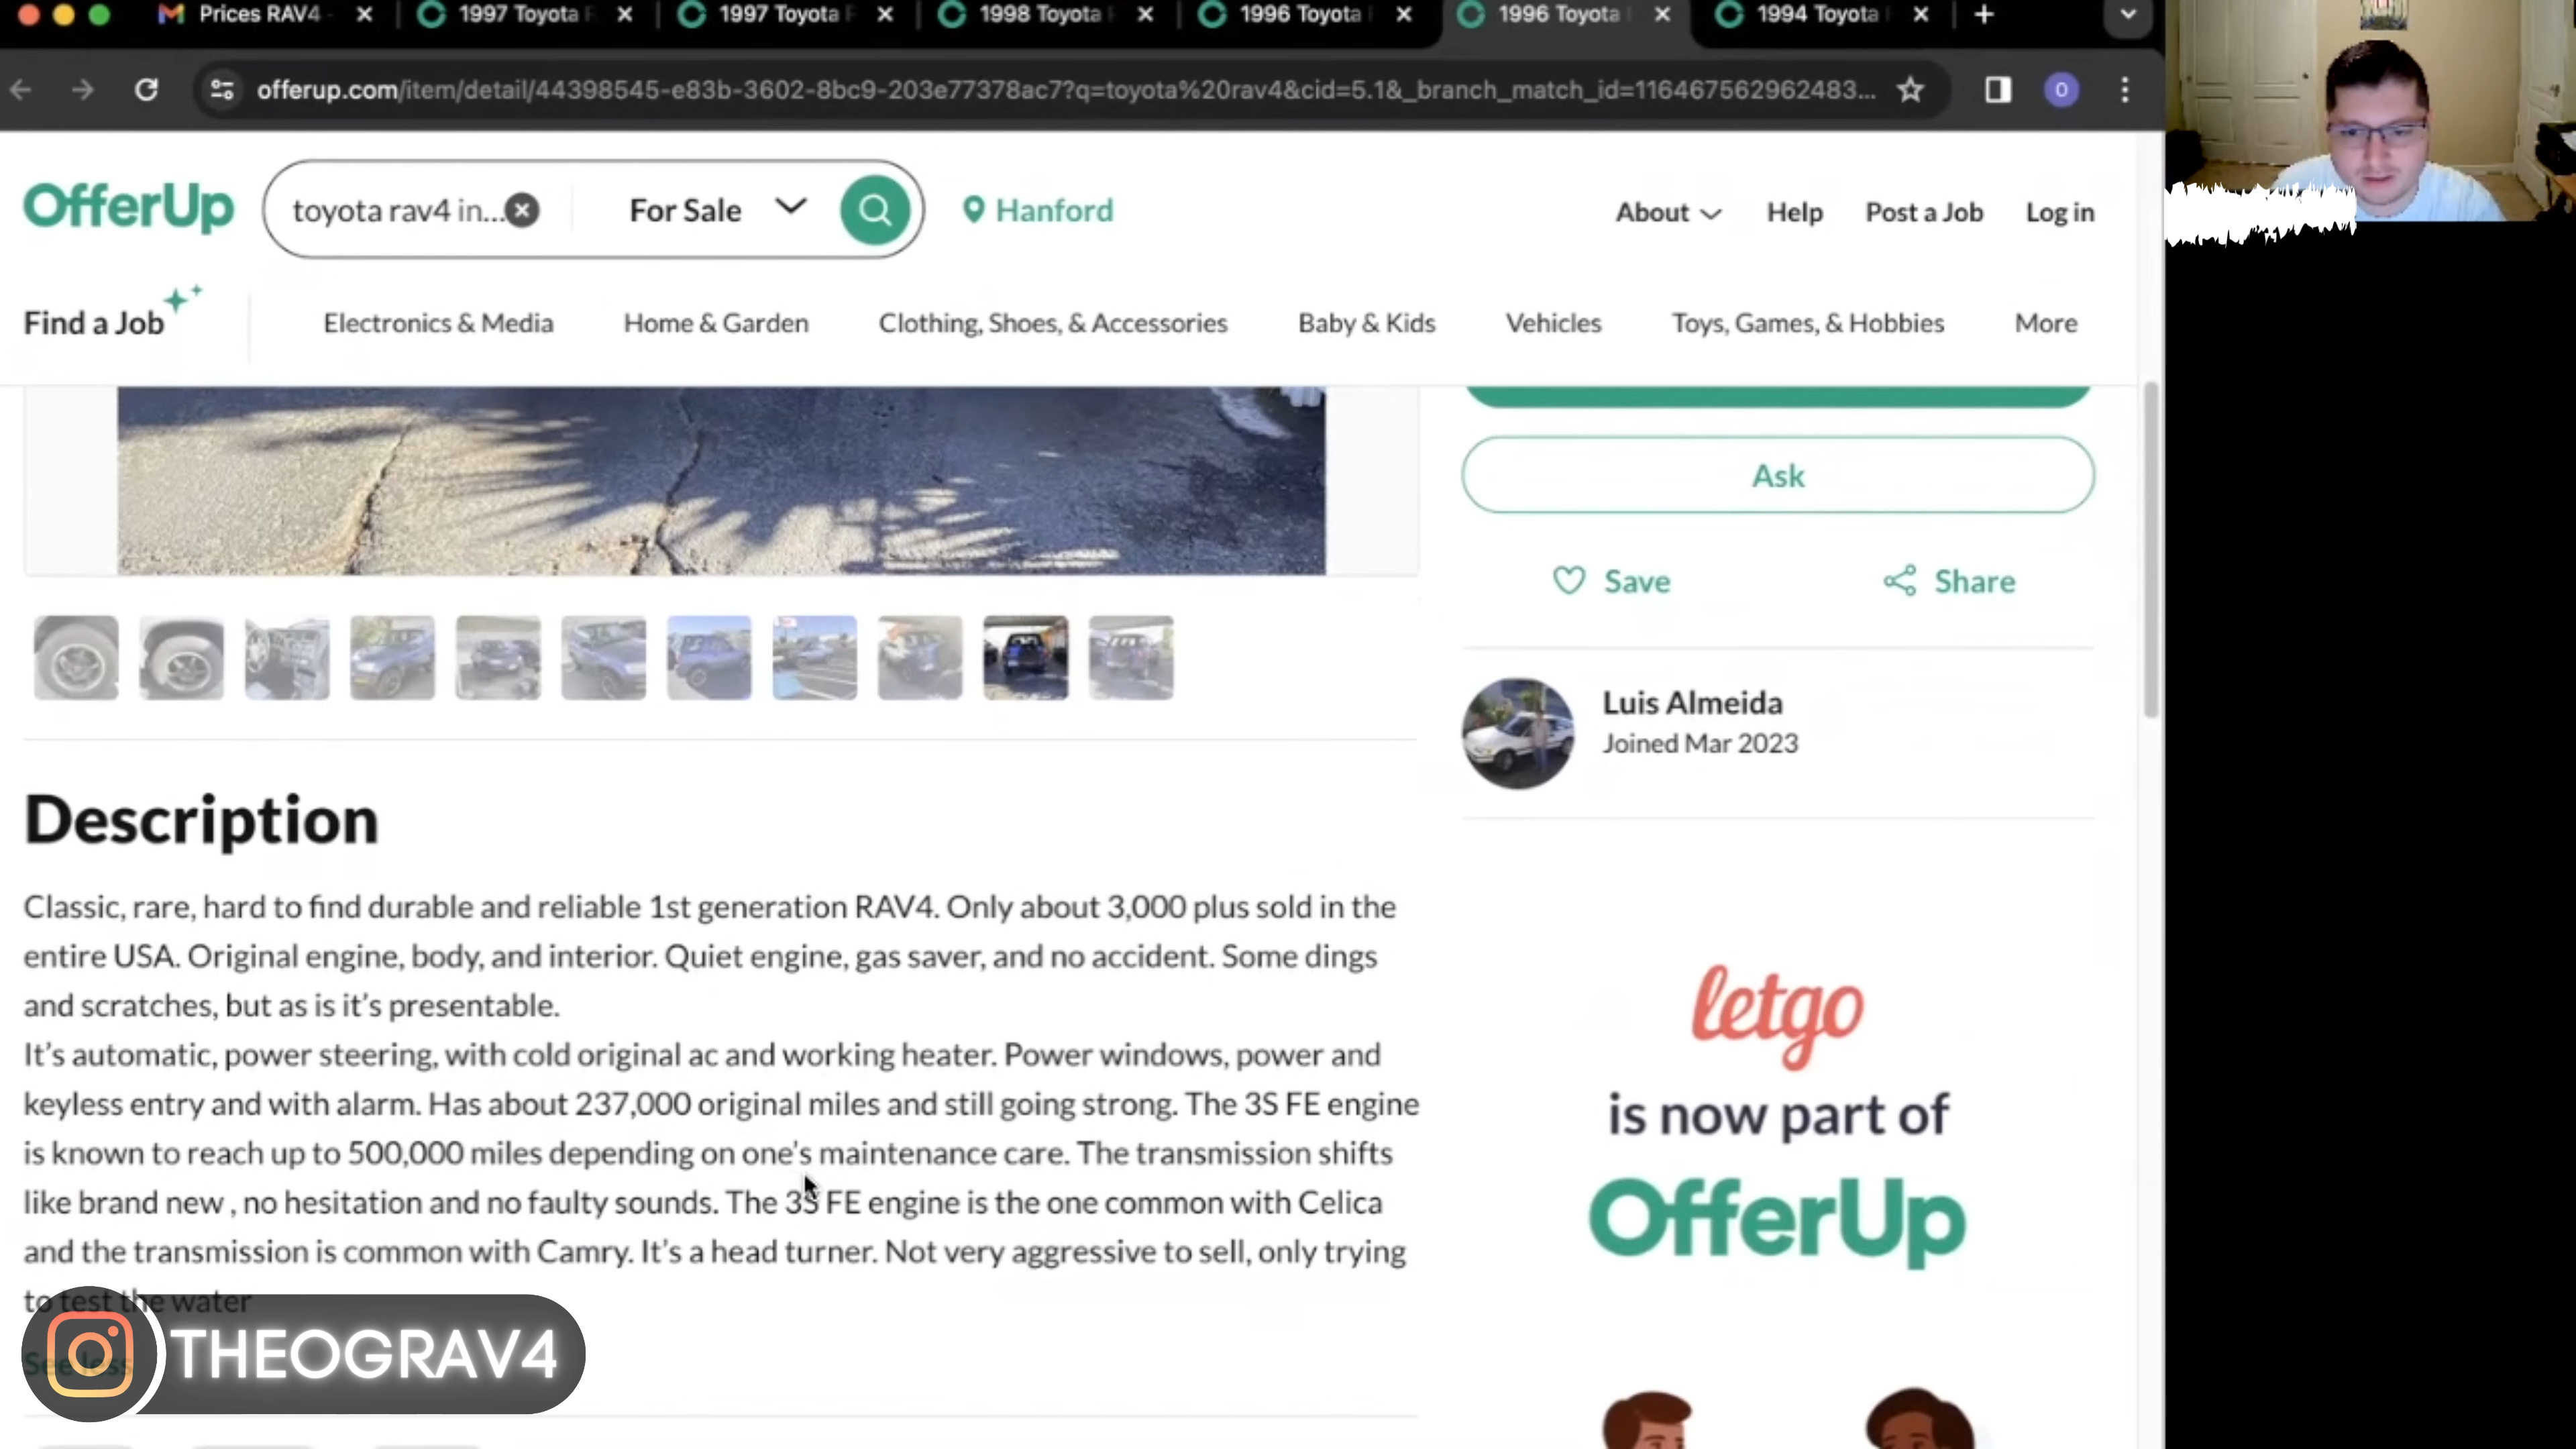 Prices RAV4
1997 Toyota
1997 Toyota
1998 Toyota
1996 Toyota
1996 Toyota
1994 Toyota
offerup.com/item/detail/44398545-e83b-3602-8bc9-203e77378ac7?q=toyota%20rav4&cid=5.1&_branch_match_id=116467562962483...
O
OfferUp
toyota rav4 in...
For Sale
Hanford
About
Help
Post a Job
Log in
Find a Job
Electronics & Media
Home & Garden
Clothing, Shoes, & Accessories
Baby & Kids
Vehicles
Toys, Games, & Hobbies
More
Ask
Save
Share
Luis Almeida
Joined Mar 2023
Description
Classic, rare, hard to find durable and reliable 1st generation RAV4. Only about 3,000 plus sold in the
entire USA. Original engine, body, and interior. Quiet engine, gas saver, and no accident. Some dings
and scratches, but as is it's presentable.
It's automatic, power steering, with cold original ac and working heater. Power windows, power and
keyless entry and with alarm. Has about 237,000 original miles and still going strong. The 3S FE engine
is known to reach up to 500,000 miles depending on one's maintenance care. The transmission shifts
like brand new , no hesitation and no faulty sounds. The 3S FE engine is the one common with Celica
and the transmission is common with Camry. It's a head turner. Not very aggressive to sell, only trying
to test the water
See less
THEOGRAV4
letgo
is now part of
OfferUp